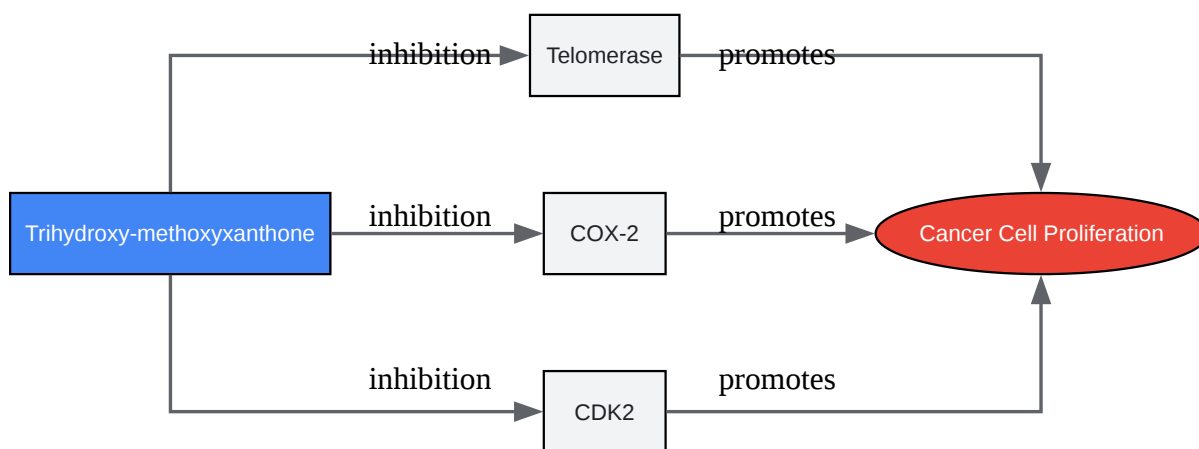 inhibition
Telomerase
promotes
Trihydroxy-methoxyxanthone
inhibition
COX-2
promotes
Cancer Cell Proliferation
inhibition
CDK2
promotes